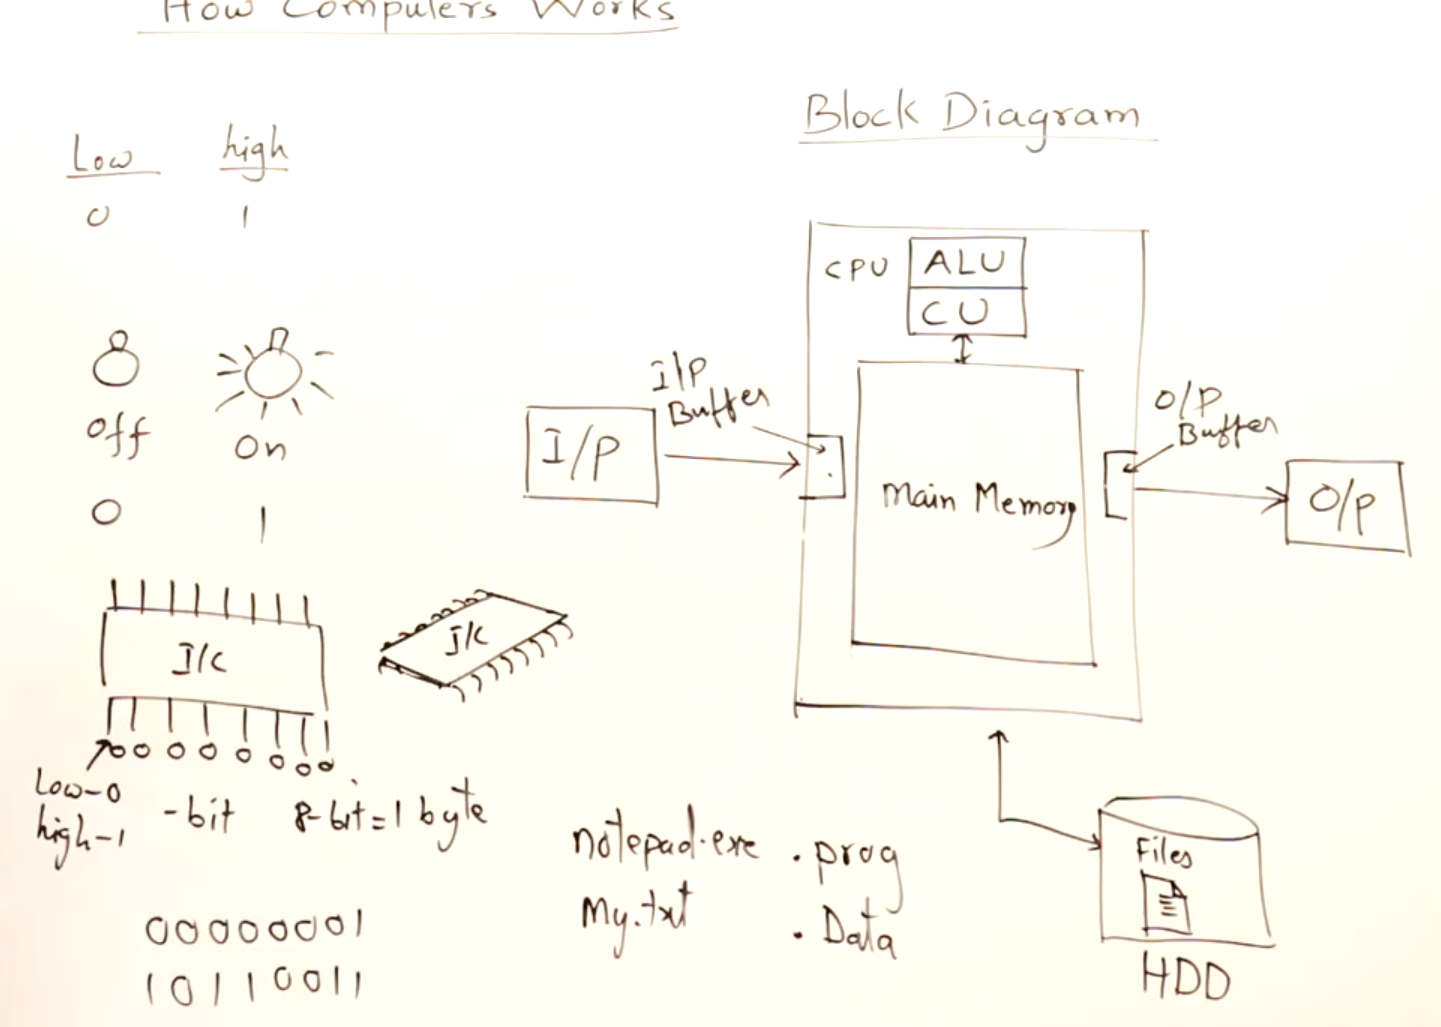 How Computers Works
Low high
0 1
Off On
0 1
I/C
I/C
Low-0
high-1
-bit 8-bit=1 byte
00000001
10110011
Block Diagram
CPU ALU
CU
I/P
Buffer
I/P
Main Memory
O/P
Buffer
O/P
notepad.exe . prog
My.txt . Data
Files
HDD